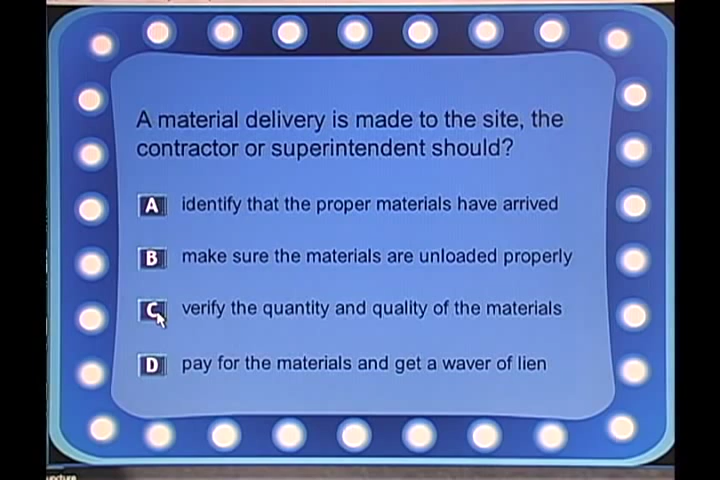 A material delivery is made to the site, the
contractor or superintendent should?
A identify that the proper materials have arrived
B make sure the materials are unloaded properly
C verify the quantity and quality of the materials
D pay for the materials and get a waver of lien